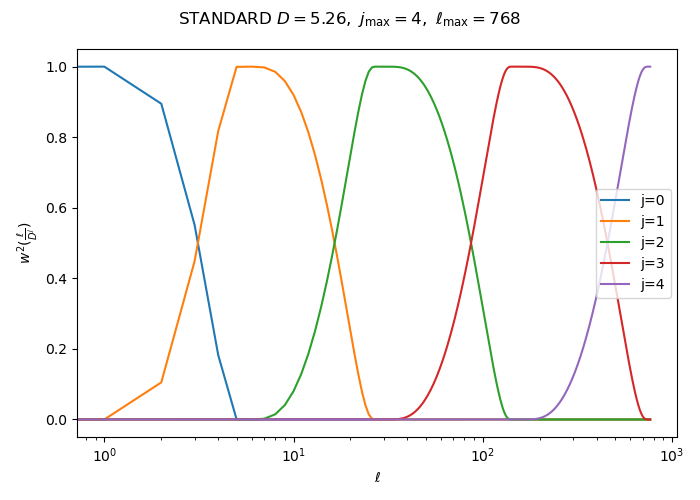 STANDARD D = 5.26, j_max = 4, ℓ_max = 768
1.0
0.8
0.6
0.4
0.2
0.0
w²(ℓ/Dʲ)
j=0
j=1
j=2
j=3
j=4
10⁰
10¹
10²
10³
ℓ